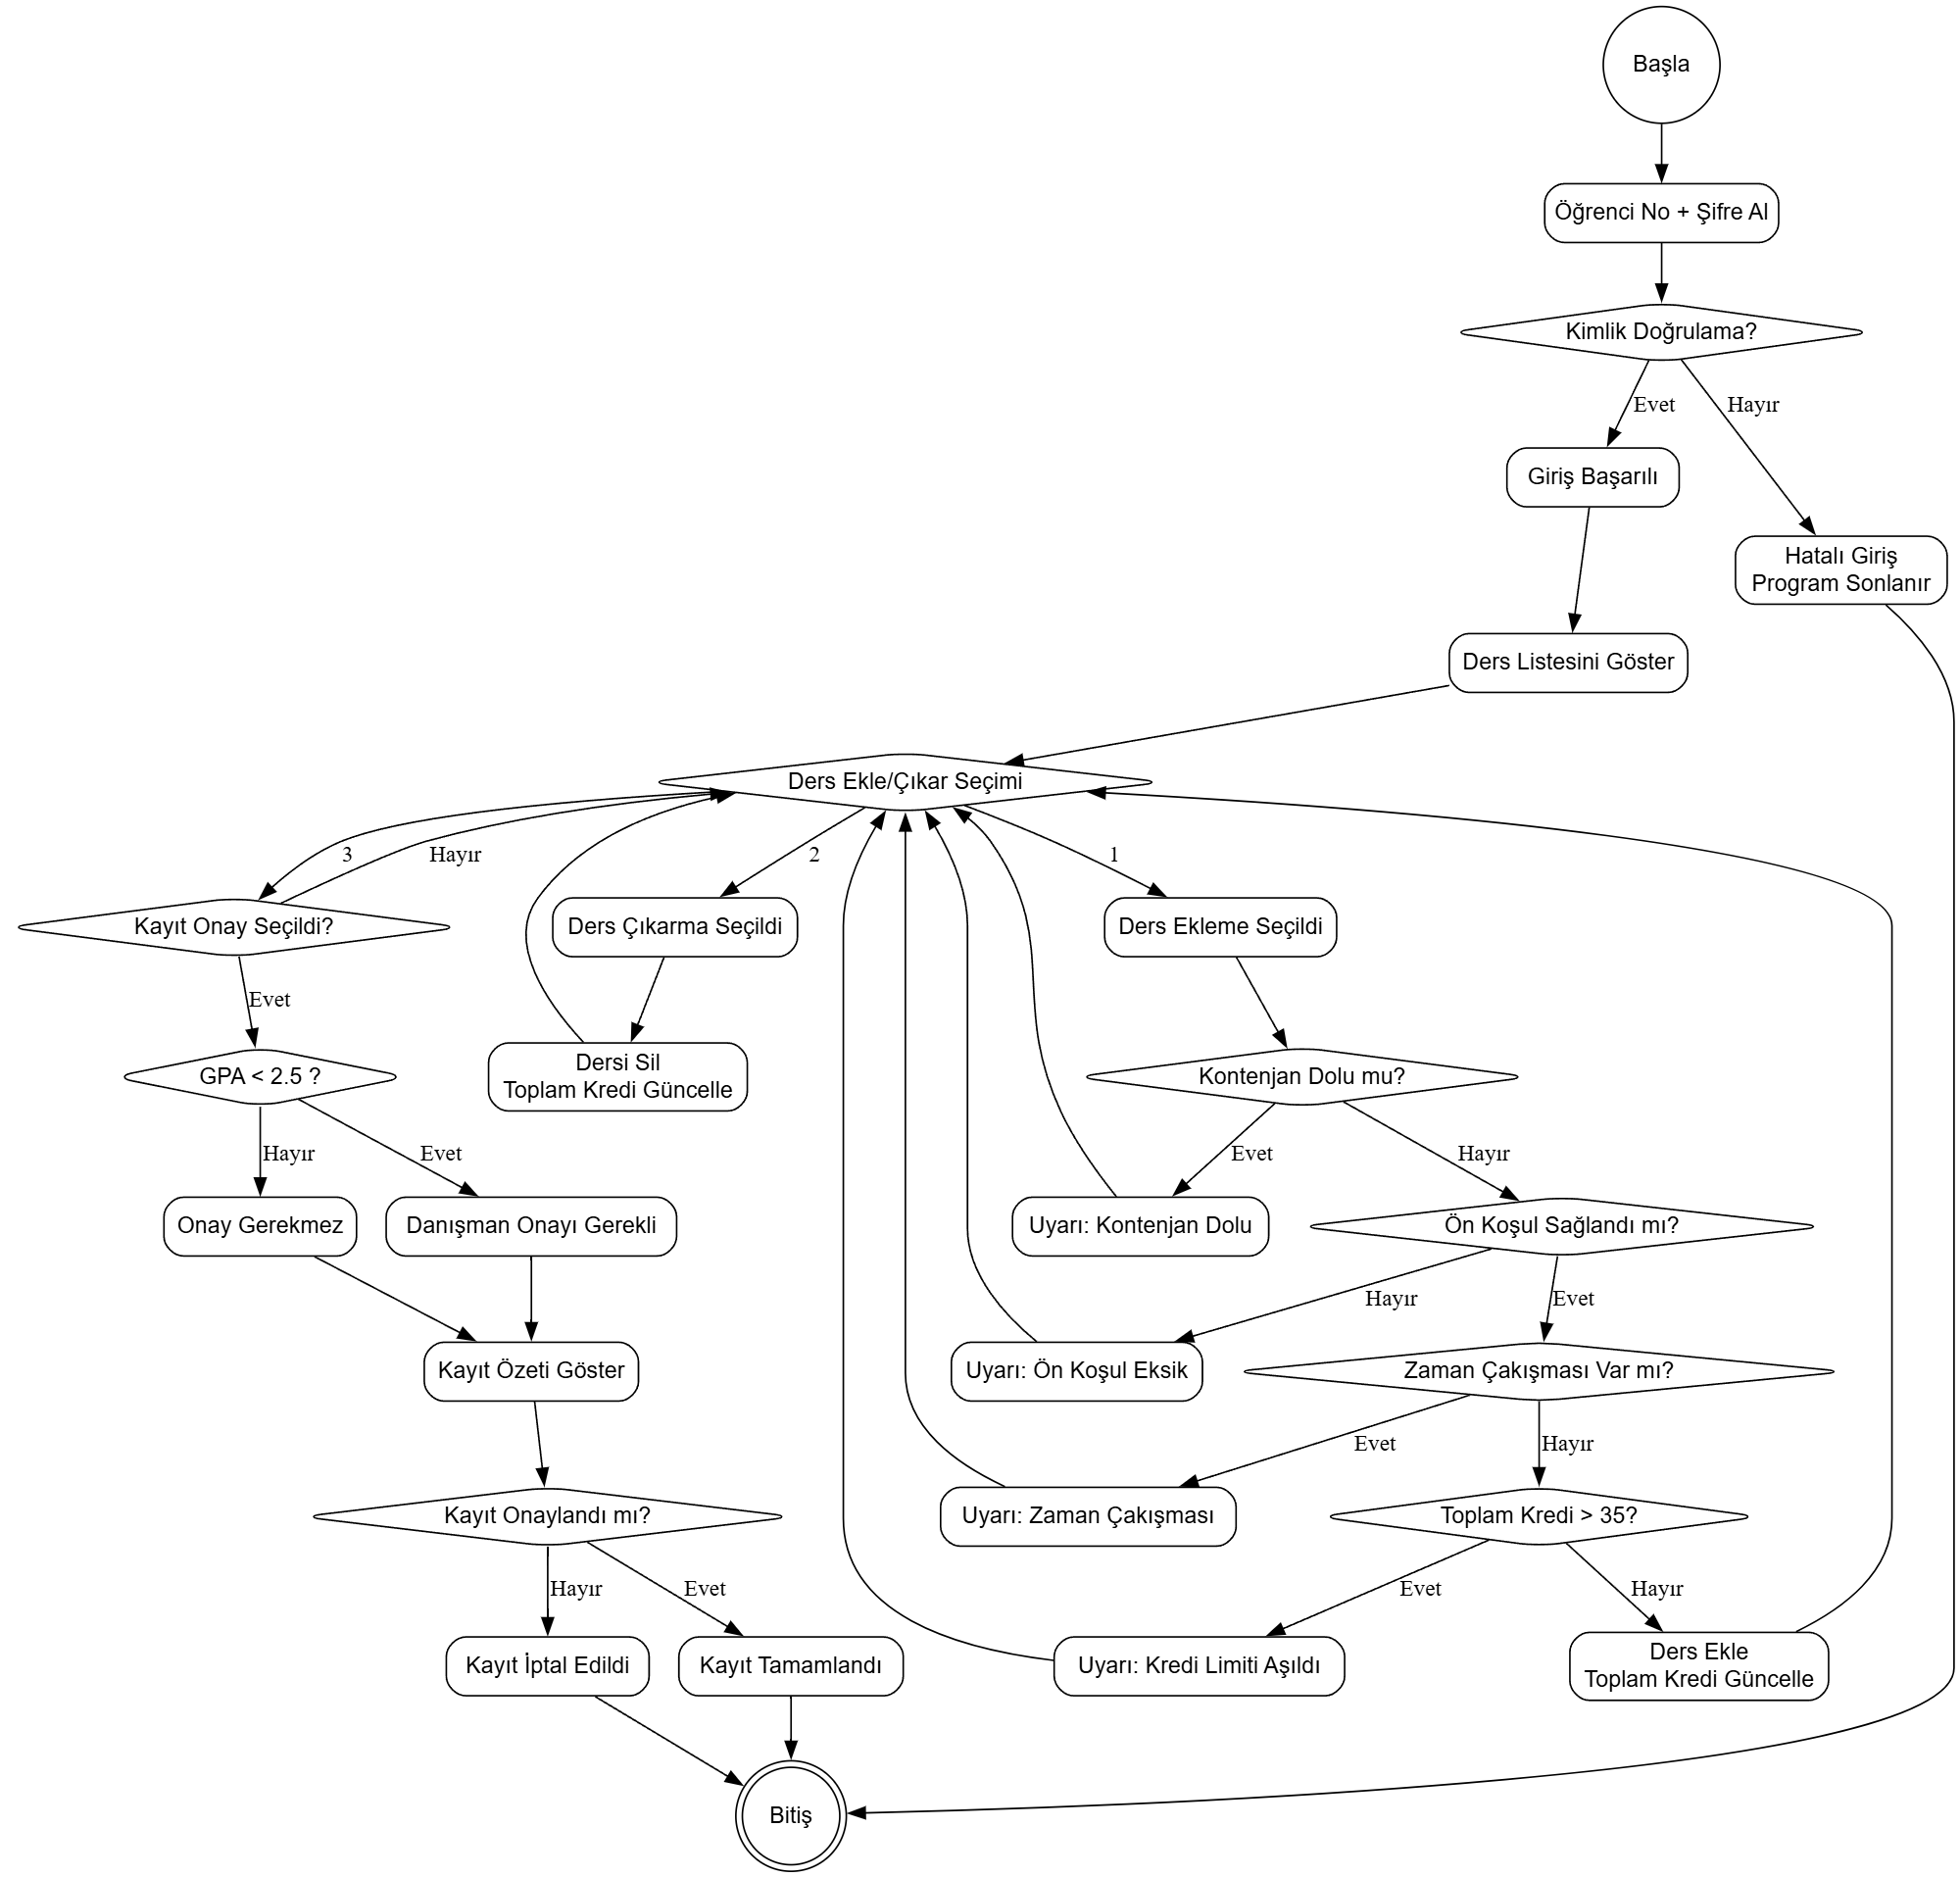 Başla
Öğrenci No + Şifre Al
Kimlik Doğrulama?
Evet
Hayır
Giriş Başarılı
Hatalı Giriş
Program Sonlanır
Ders Listesini Göster
Ders Ekle/Çıkar Seçimi
3
Hayır
2
1
Kayıt Onay Seçildi?
Ders Çıkarma Seçildi
Ders Ekleme Seçildi
Evet
GPA < 2.5 ?
Dersi Sil
Toplam Kredi Güncelle
Kontenjan Dolu mu?
Hayır
Evet
Evet
Hayır
Onay Gerekmez
Danışman Onayı Gerekli
Uyarı: Kontenjan Dolu
Ön Koşul Sağlandı mı?
Hayır
Evet
Kayıt Özeti Göster
Uyarı: Ön Koşul Eksik
Zaman Çakışması Var mı?
Evet
Hayır
Kayıt Onaylandı mı?
Uyarı: Zaman Çakışması
Toplam Kredi > 35?
Hayır
Evet
Evet
Hayır
Kayıt İptal Edildi
Kayıt Tamamlandı
Uyarı: Kredi Limiti Aşıldı
Ders Ekle
Toplam Kredi Güncelle
Bitiş